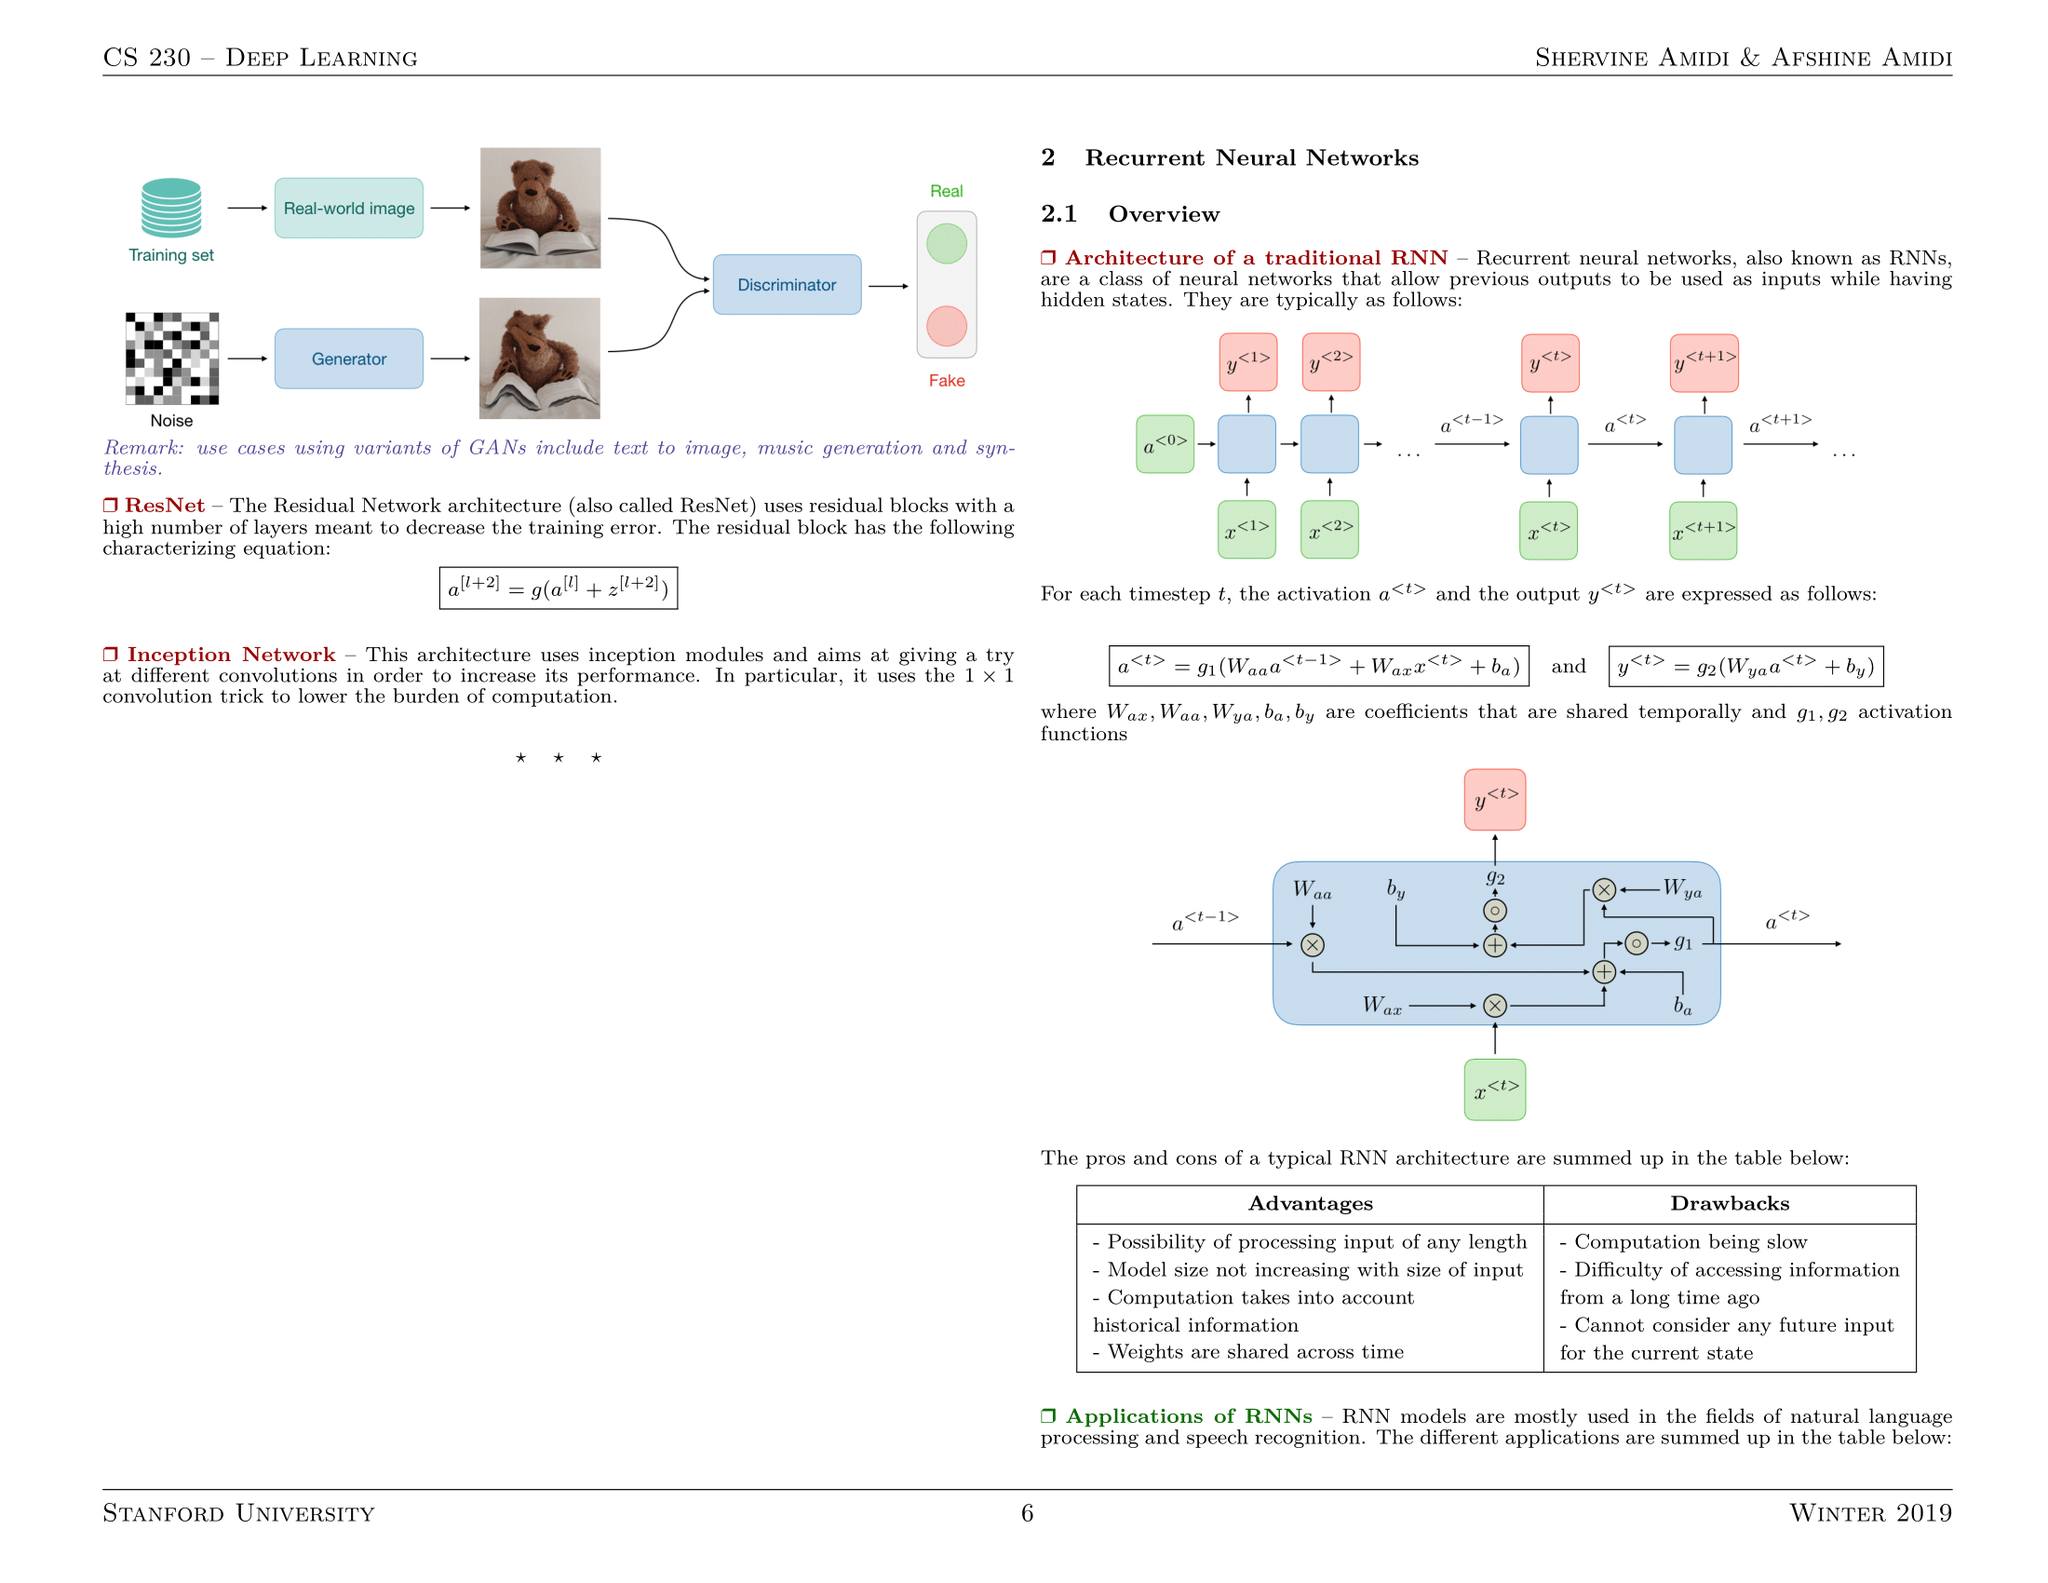 CS 230 – Deep Learning
Shervine Amidi & Afshine Amidi
Training set
Real-world image
Noise
Generator
Discriminator
Real
Fake
Remark: use cases using variants of GANs include text to image, music generation and syn-
thesis.
❒ ResNet – The Residual Network architecture (also called ResNet) uses residual blocks with a
high number of layers meant to decrease the training error. The residual block has the following
characterizing equation:
a^{[l+2]} = g(a^{[l]} + z^{[l+2]})
❒ Inception Network – This architecture uses inception modules and aims at giving a try
at different convolutions in order to increase its performance. In particular, it uses the 1 × 1
convolution trick to lower the burden of computation.
⋆ ⋆ ⋆
2 Recurrent Neural Networks
2.1 Overview
❒ Architecture of a traditional RNN – Recurrent neural networks, also known as RNNs,
are a class of neural networks that allow previous outputs to be used as inputs while having
hidden states. They are typically as follows:
y^{<1>} y^{<2>} y^{<t>} y^{<t+1>}
a^{<0>} ... a^{<t−1>} a^{<t>} a^{<t+1>} ...
x^{<1>} x^{<2>} x^{<t>} x^{<t+1>}
For each timestep t, the activation a^{<t>} and the output y^{<t>} are expressed as follows:
a^{<t>} = g_1(W_{aa}a^{<t−1>} + W_{ax}x^{<t>} + b_a) and y^{<t>} = g_2(W_{ya}a^{<t>} + b_y)
where W_{ax}, W_{aa}, W_{ya}, b_a, b_y are coefficients that are shared temporally and g_1, g_2 activation
functions
y^{<t>}
W_{aa} b_y g_2 × W_{ya}
a^{<t−1>} a^{<t>}
× + g_1
+
W_{ax} × b_a
x^{<t>}
The pros and cons of a typical RNN architecture are summed up in the table below:
Advantages
- Possibility of processing input of any length
- Model size not increasing with size of input
- Computation takes into account
historical information
- Weights are shared across time
Drawbacks
- Computation being slow
- Difficulty of accessing information
from a long time ago
- Cannot consider any future input
for the current state
❒ Applications of RNNs – RNN models are mostly used in the fields of natural language
processing and speech recognition. The different applications are summed up in the table below:
Stanford University
6
Winter 2019